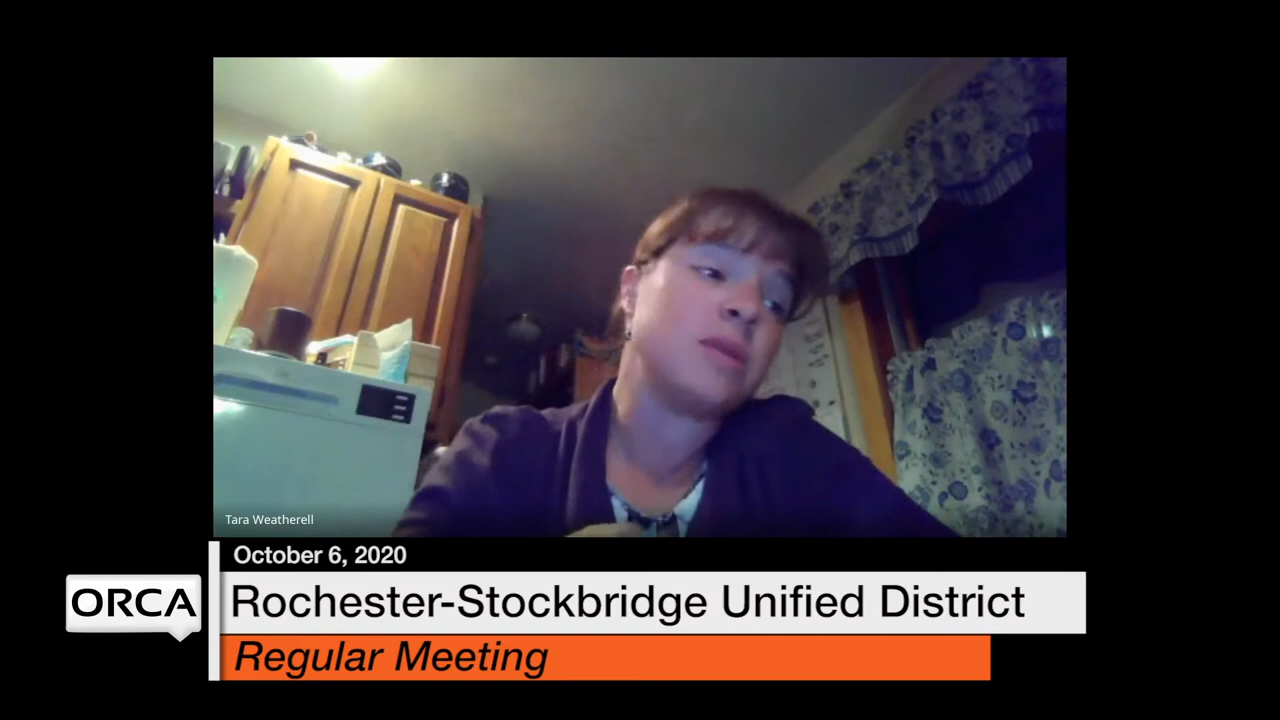 Tara Weatherell
October 6, 2020
ORCA
Rochester-Stockbridge Unified District
Regular Meeting